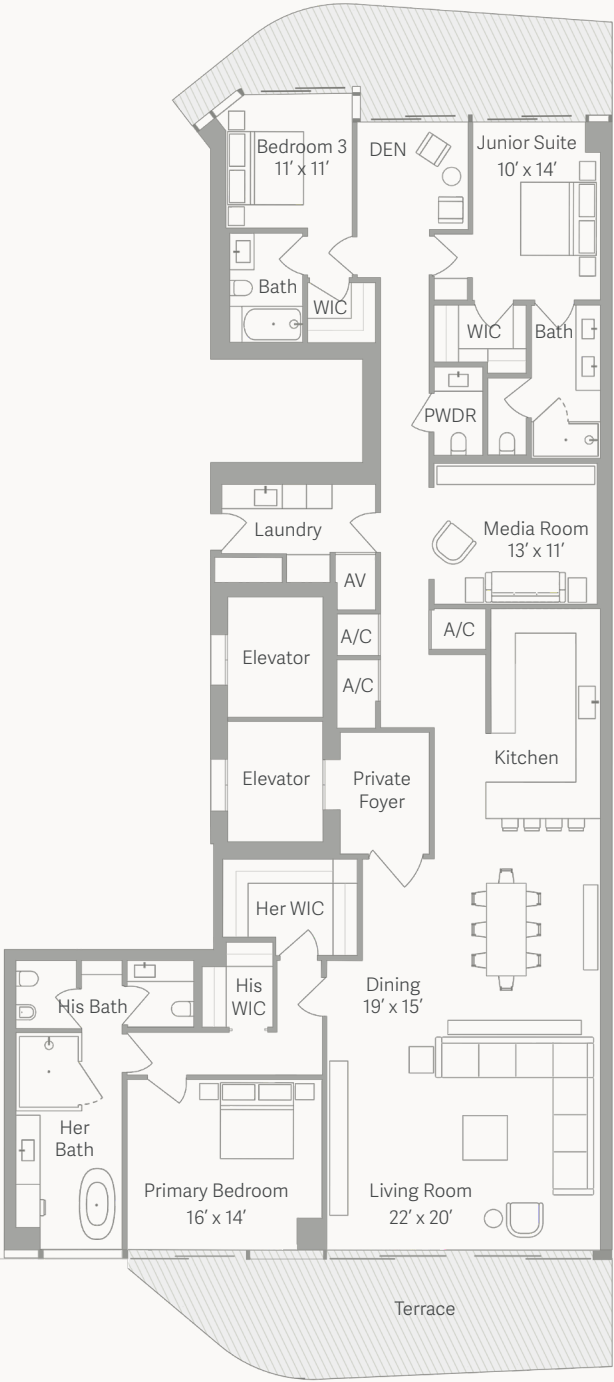 Bedroom 3
11’ x 11’
DEN
Junior Suite
10’ x 14’
Bath
WIC
WIC
Bath
PWDR
Laundry
Media Room
13’ x 11’
AV
A/C
A/C
A/C
Elevator
Elevator
Private
Foyer
Kitchen
Her WIC
His
WIC
Dining
19’ x 15’
His Bath
Her
Bath
Primary Bedroom
16’ x 14’
Living Room
22’ x 20’
Terrace